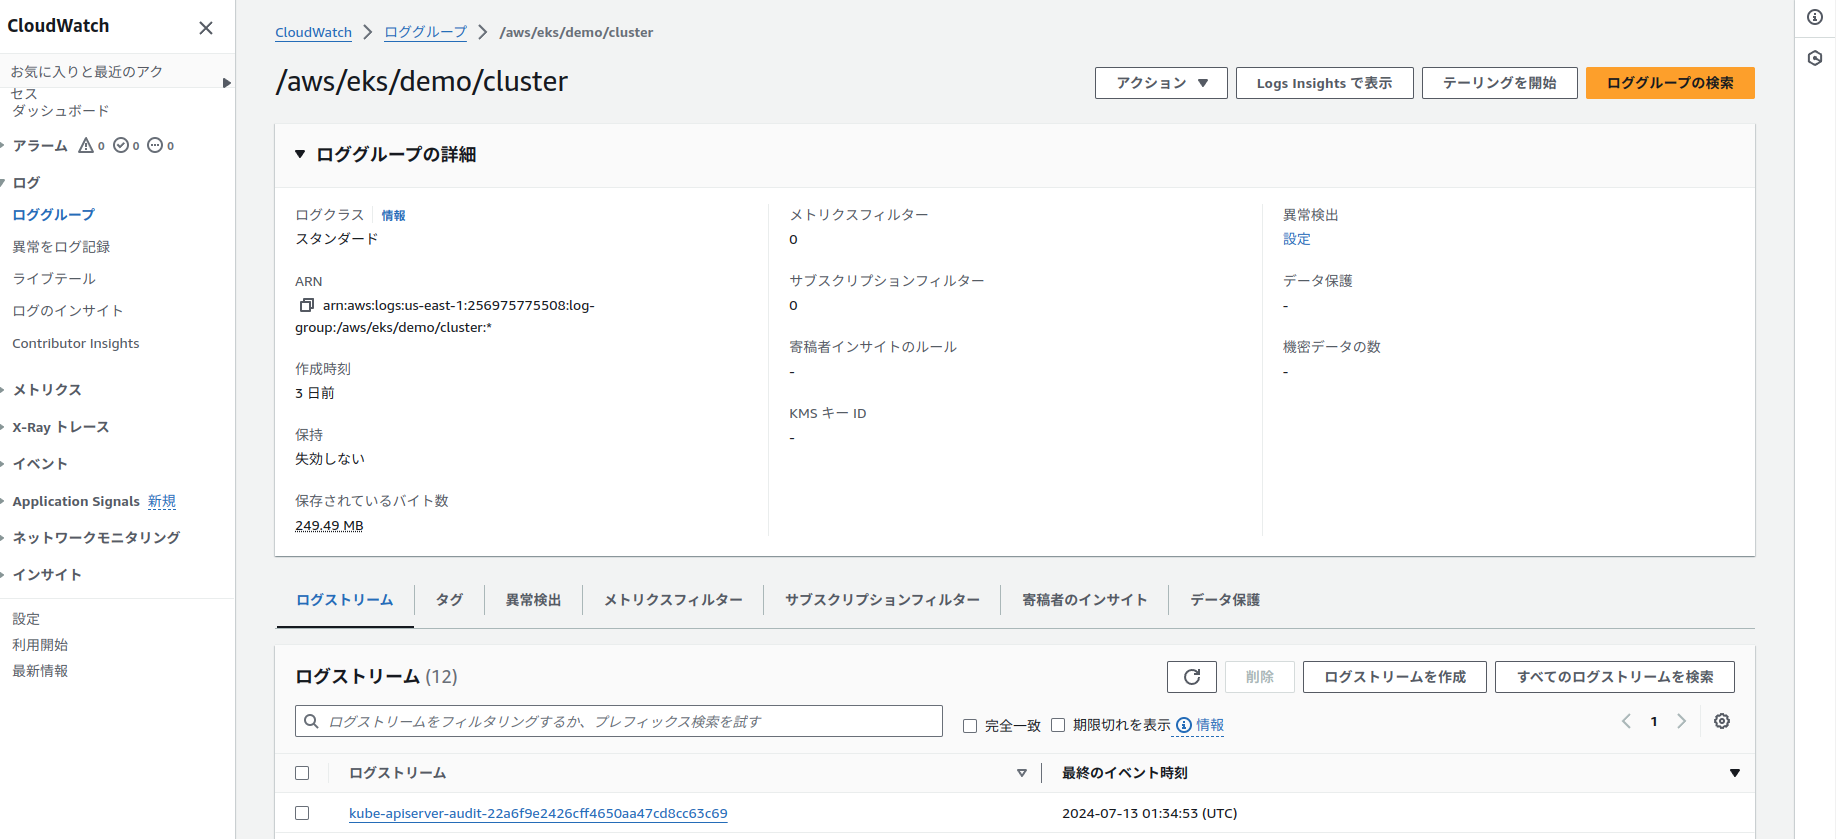 CloudWatch
お気に入りと最近のアク
セス
ダッシュボード
アラーム 0 0 0
ログ
ロググループ
異常をログ記録
ライブテール
ログのインサイト
Contributor Insights
メトリクス
X-Ray トレース
イベント
Application Signals 新規
ネットワークモニタリング
インサイト
設定
利用開始
最新情報
CloudWatch ロググループ /aws/eks/demo/cluster
/aws/eks/demo/cluster
アクション Logs Insights で表示 テーリングを開始 ロググループの検索
ロググループの詳細
ログクラス 情報
スタンダード
ARN
arn:aws:logs:us-east-1:256975775508:log-
group:/aws/eks/demo/cluster:*
作成時刻
3 日前
保持
失効しない
保存されているバイト数
249.49 MB
メトリクスフィルター
0
サブスクリプションフィルター
0
寄稿者インサイトのルール
-
KMS キー ID
-
異常検出
設定
データ保護
-
機密データの数
-
ログストリーム タグ 異常検出 メトリクスフィルター サブスクリプションフィルター 寄稿者のインサイト データ保護
ログストリーム (12)
削除 ログストリームを作成 すべてのログストリームを検索
ログストリームをフィルタリングするか、プレフィックス検索を試す 完全一致 期限切れを表示 情報 1
ログストリーム 最終のイベント時刻
kube-apiserver-audit-22a6f9e2426cff4650aa47cd8cc63c69 2024-07-13 01:34:53 (UTC)